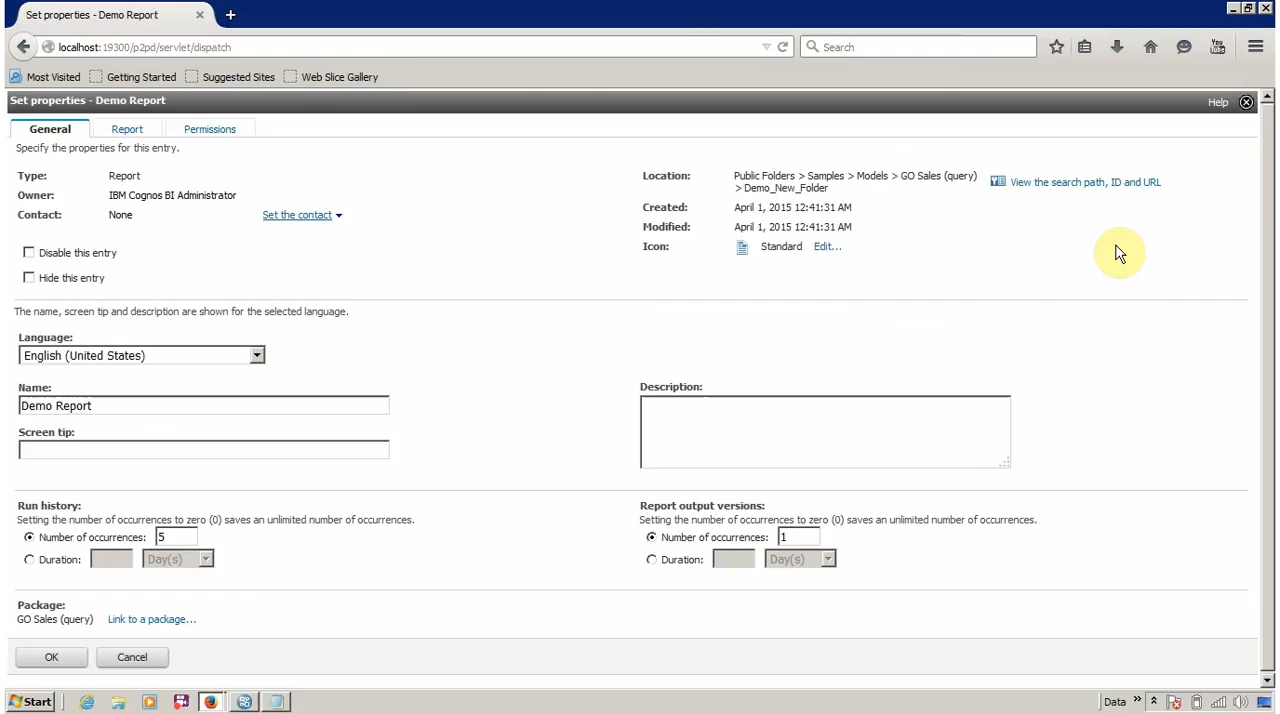 Set properties - Demo Report
localhost:19300/p2pd/servlet/dispatch
Search
You
Tube
Most Visited
Getting Started
Suggested Sites
Web Slice Gallery
Set properties - Demo Report
Help
General
Report
Permissions
Specify the properties for this entry.
Type:
Report
Owner:
IBM Cognos BI Administrator
Contact:
None
Set the contact
Location:
Public Folders > Samples > Models > GO Sales (query)
> Demo_New_Folder
View the search path, ID and URL
Created:
April 1, 2015 12:41:31 AM
Modified:
April 1, 2015 12:41:31 AM
Icon:
Standard
Edit...
Disable this entry
Hide this entry
The name, screen tip and description are shown for the selected language.
Language:
English (United States)
Name:
Demo Report
Screen tip:
Description:
Run history:
Setting the number of occurrences to zero (0) saves an unlimited number of occurrences.
Number of occurrences:
5
Duration:
Day(s)
Report output versions:
Setting the number of occurrences to zero (0) saves an unlimited number of occurrences.
Number of occurrences:
1
Duration:
Day(s)
Package:
GO Sales (query)
Link to a package...
OK
Cancel
Start
Data